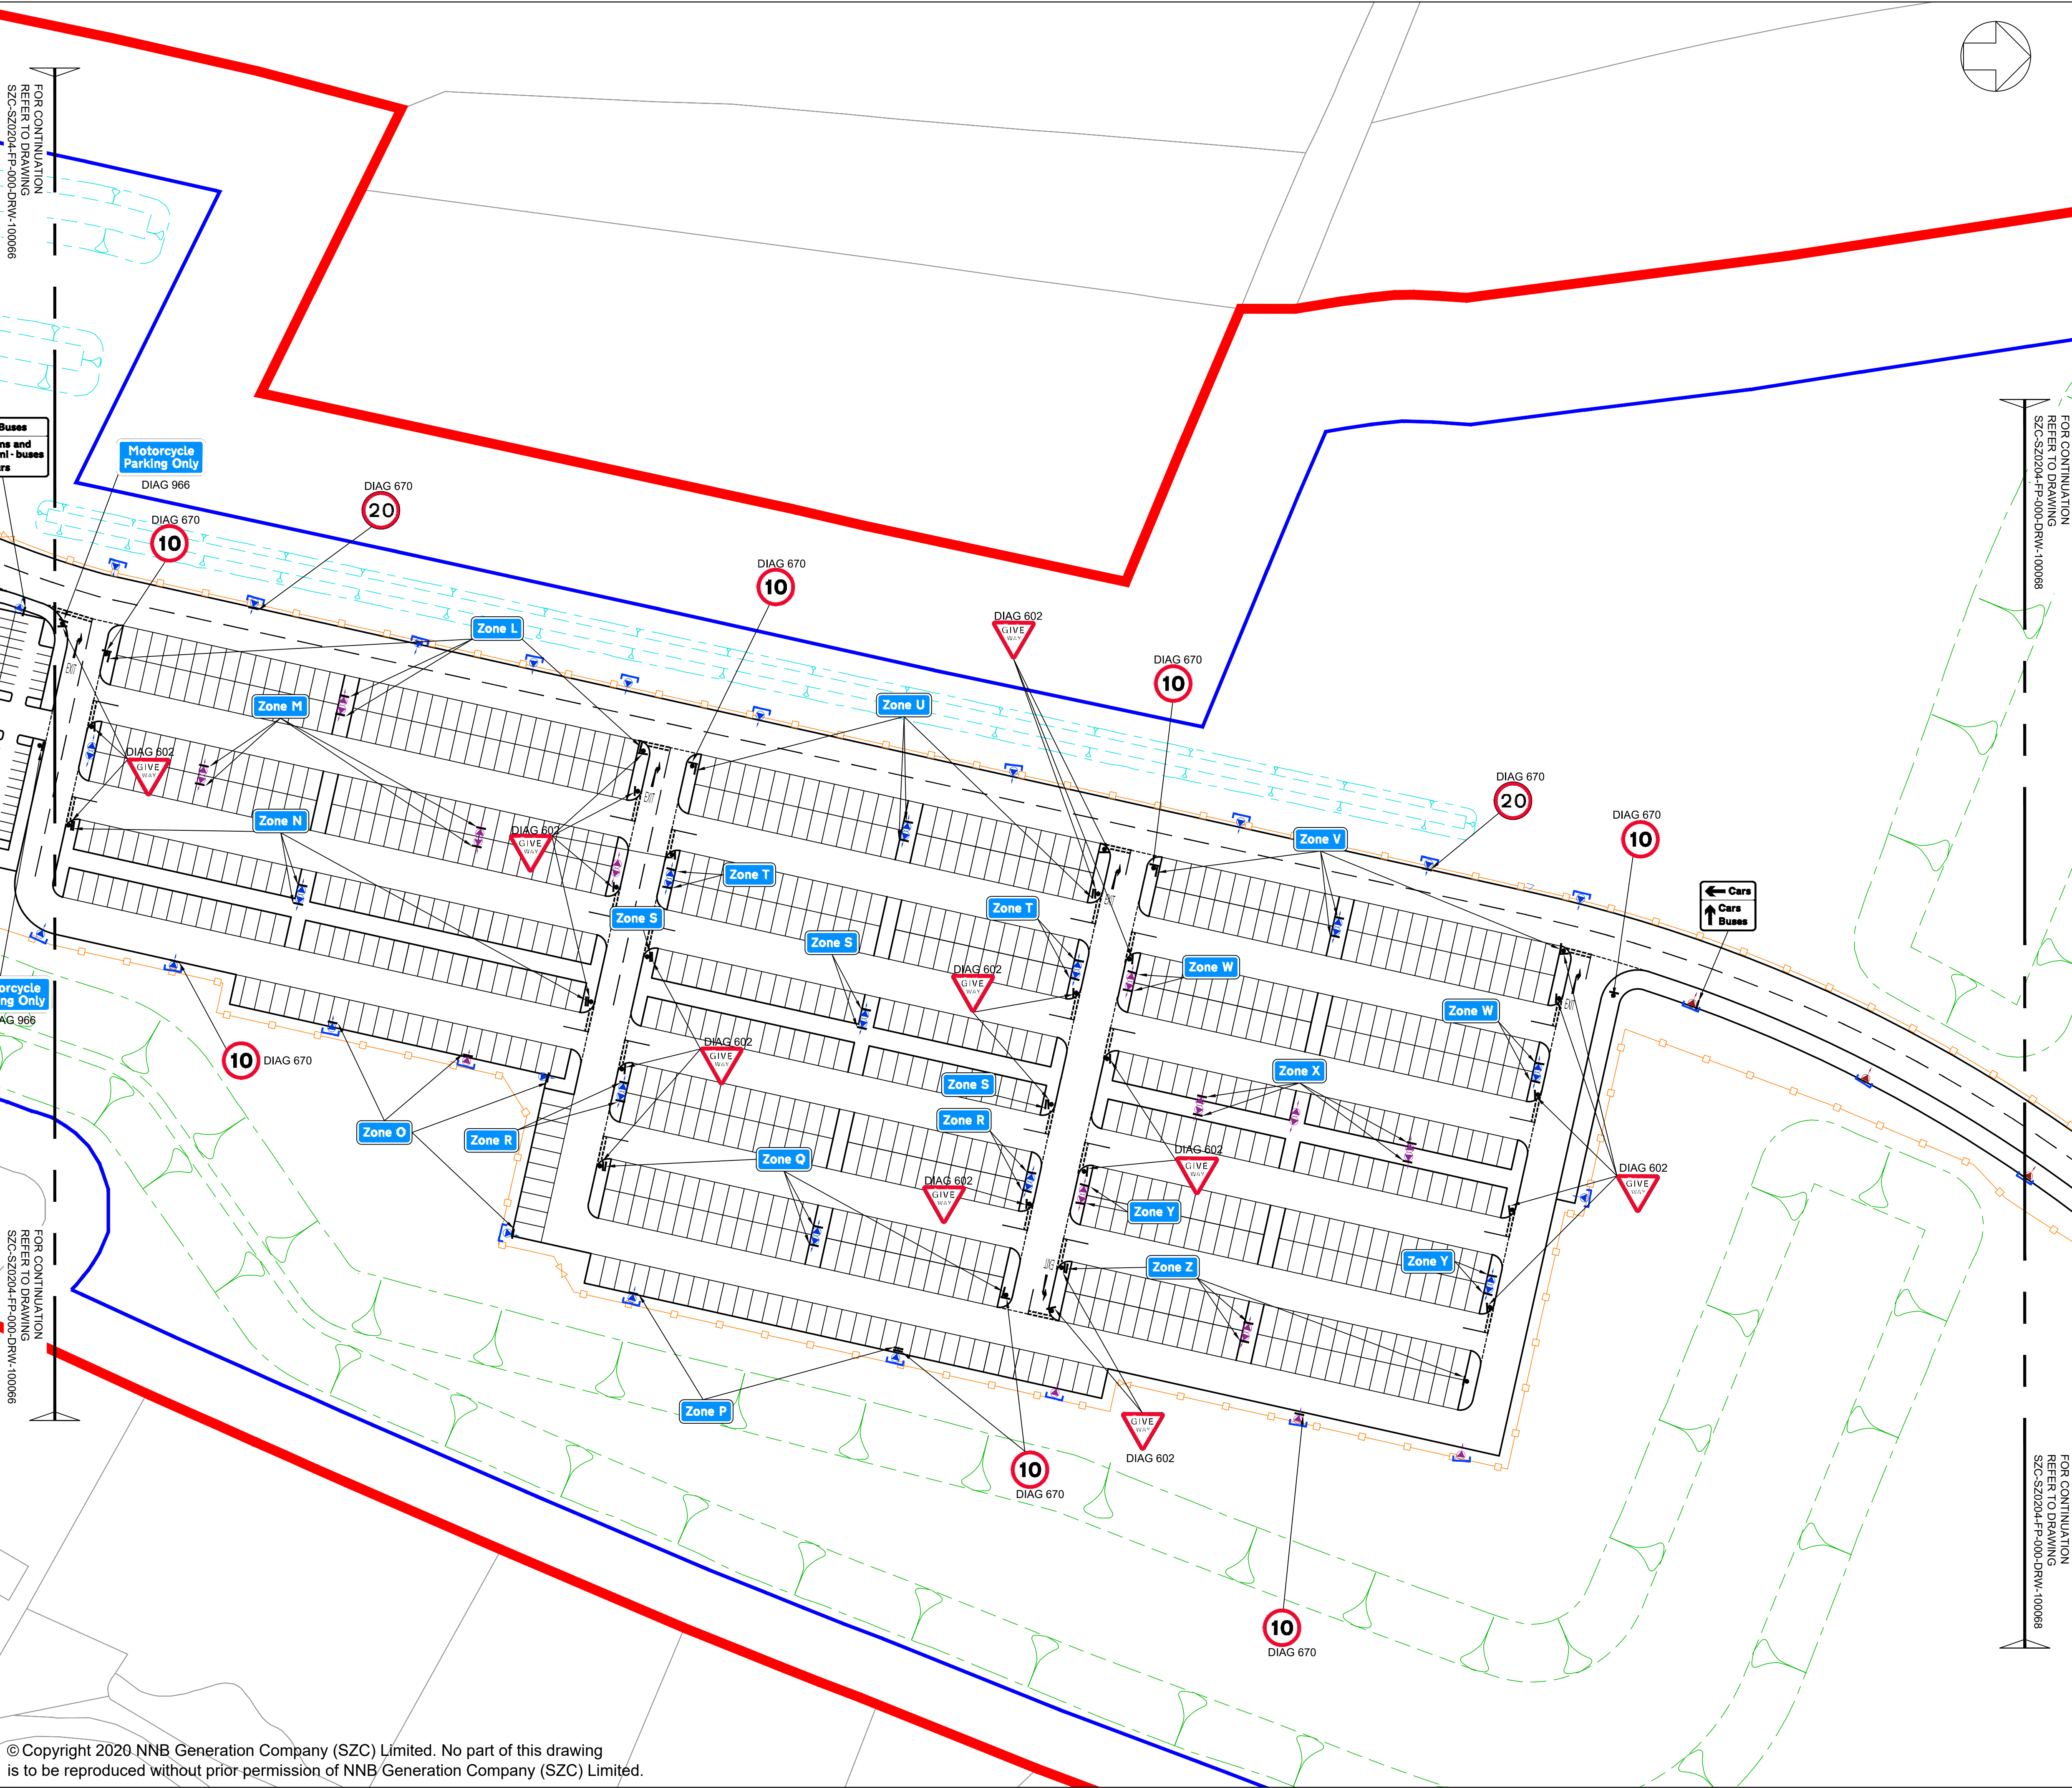 FOR CONTINUATION
REFER TO DRAWING
SZC-SZ0204-FP-000-DRW-100066
FOR CONTINUATION
REFER TO DRAWING
SZC-SZ0204-FP-000-DRW-100068
Buses
ns and
ni - buses
rs
Motorcycle
Parking Only
DIAG 966
DIAG 670
20
DIAG 670
10
DIAG 670
10
DIAG 602
GIVE
WAY
DIAG 670
10
Zone L
Zone M
Zone U
EXIT
DIAG 602
GIVE
WAY
DIAG 670
20
DIAG 670
10
Zone N
DIAG 602
GIVE
WAY
EXIT
Zone V
Zone T
EXIT
Cars
Cars
Buses
Zone S
Zone T
Zone S
DIAG 602
GIVE
WAY
Zone W
Zone W
EXIT
orcycle
ng Only
AG 966
10
DIAG 670
DIAG 602
GIVE
WAY
Zone S
Zone X
Zone O
Zone R
Zone R
Zone Q
DIAG 602
GIVE
WAY
DIAG 602
GIVE
WAY
DIAG 602
GIVE
WAY
Zone Y
EXIT
Zone Z
Zone Y
FOR CONTINUATION
REFER TO DRAWING
SZC-SZ0204-FP-000-DRW-100066
Zone P
GIVE
WAY
DIAG 602
10
DIAG 670
10
DIAG 670
FOR CONTINUATION
REFER TO DRAWING
SZC-SZ0204-FP-000-DRW-100068
© Copyright 2020 NNB Generation Company (SZC) Limited. No part of this drawing
is to be reproduced without prior permission of NNB Generation Company (SZC) Limited.